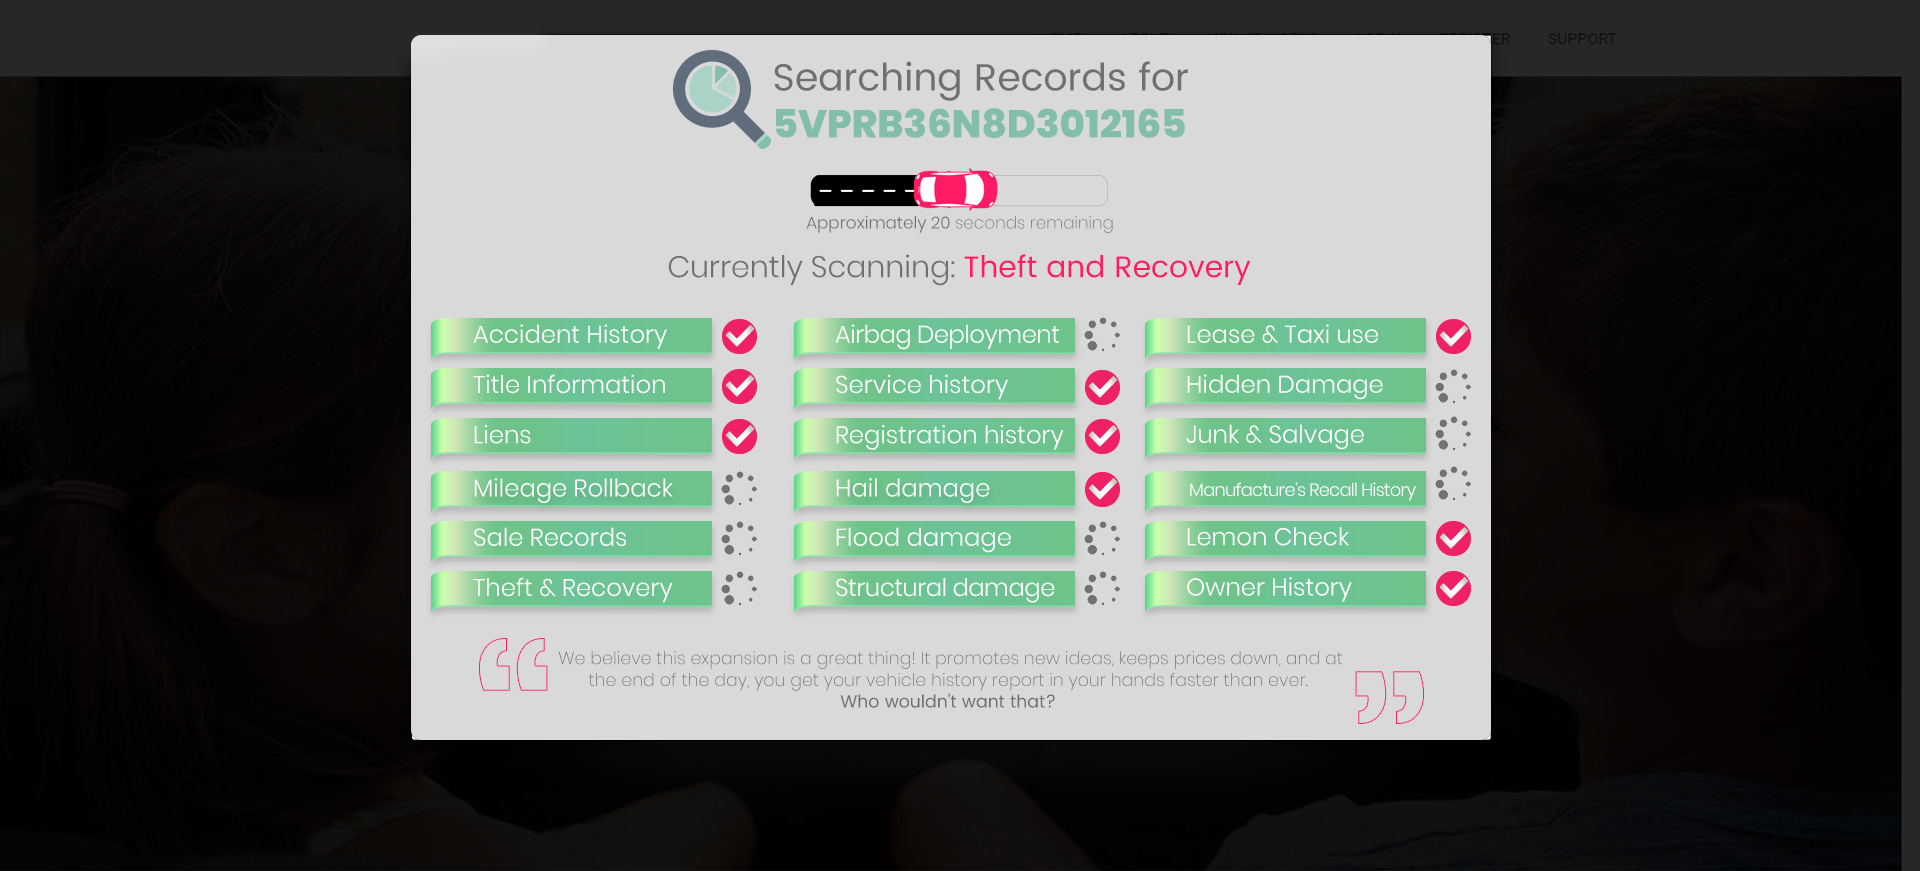 SUPPORT
Searching Records for
5VPRB36N8D3012165
Approximately 20 seconds remaining
Currently Scanning: Theft and Recovery
Accident History
Airbag Deployment
Lease & Taxi use
Title Information
Service history
Hidden Damage
Liens
Registration history
Junk & Salvage
Mileage Rollback
Hail damage
Manufacture's Recall History
Sale Records
Flood damage
Lemon Check
Theft & Recovery
Structural damage
Owner History
We believe this expansion is a great thing! It promotes new ideas, keeps prices down, and at
the end of the day, you get your vehicle history report in your hands faster than ever.
Who wouldn't want that?